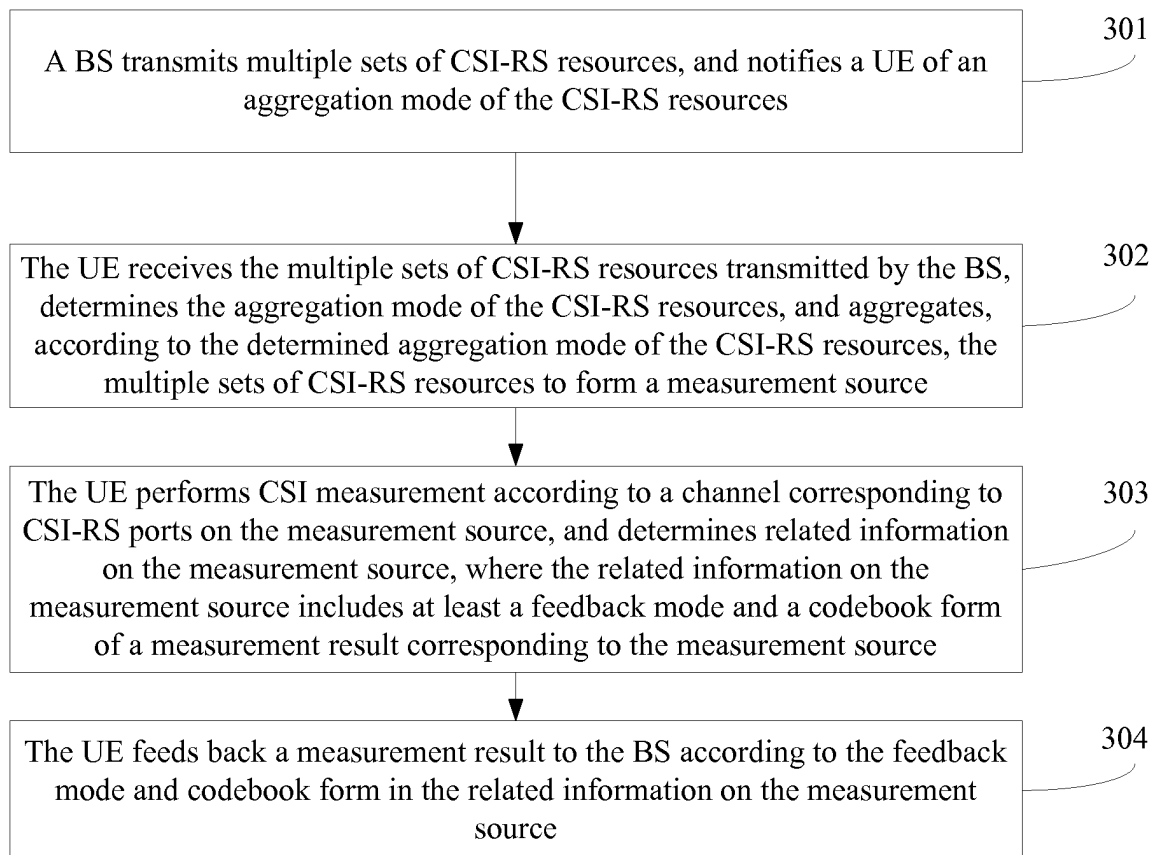 A BS transmits multiple sets of CSI-RS resources, and notifies a UE of an
aggregation mode of the CSI-RS resources
301
The UE receives the multiple sets of CSI-RS resources transmitted by the BS,
determines the aggregation mode of the CSI-RS resources, and aggregates,
according to the determined aggregation mode of the CSI-RS resources, the
multiple sets of CSI-RS resources to form a measurement source
302
The UE performs CSI measurement according to a channel corresponding to
CSI-RS ports on the measurement source, and determines related information
on the measurement source, where the related information on the
measurement source includes at least a feedback mode and a codebook form
of a measurement result corresponding to the measurement source
303
The UE feeds back a measurement result to the BS according to the feedback
mode and codebook form in the related information on the measurement
source
304